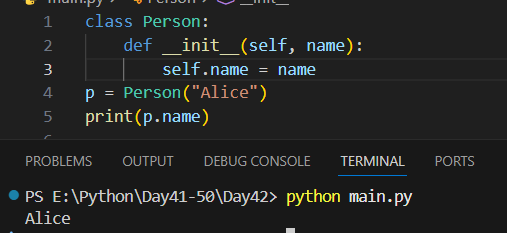 main.py > Person > __init__
1 class Person:
2     def __init__(self, name):
3         self.name = name
4 p = Person("Alice")
5 print(p.name)
PROBLEMS OUTPUT DEBUG CONSOLE TERMINAL PORTS
PS E:\Python\Day41-50\Day42> python main.py
Alice